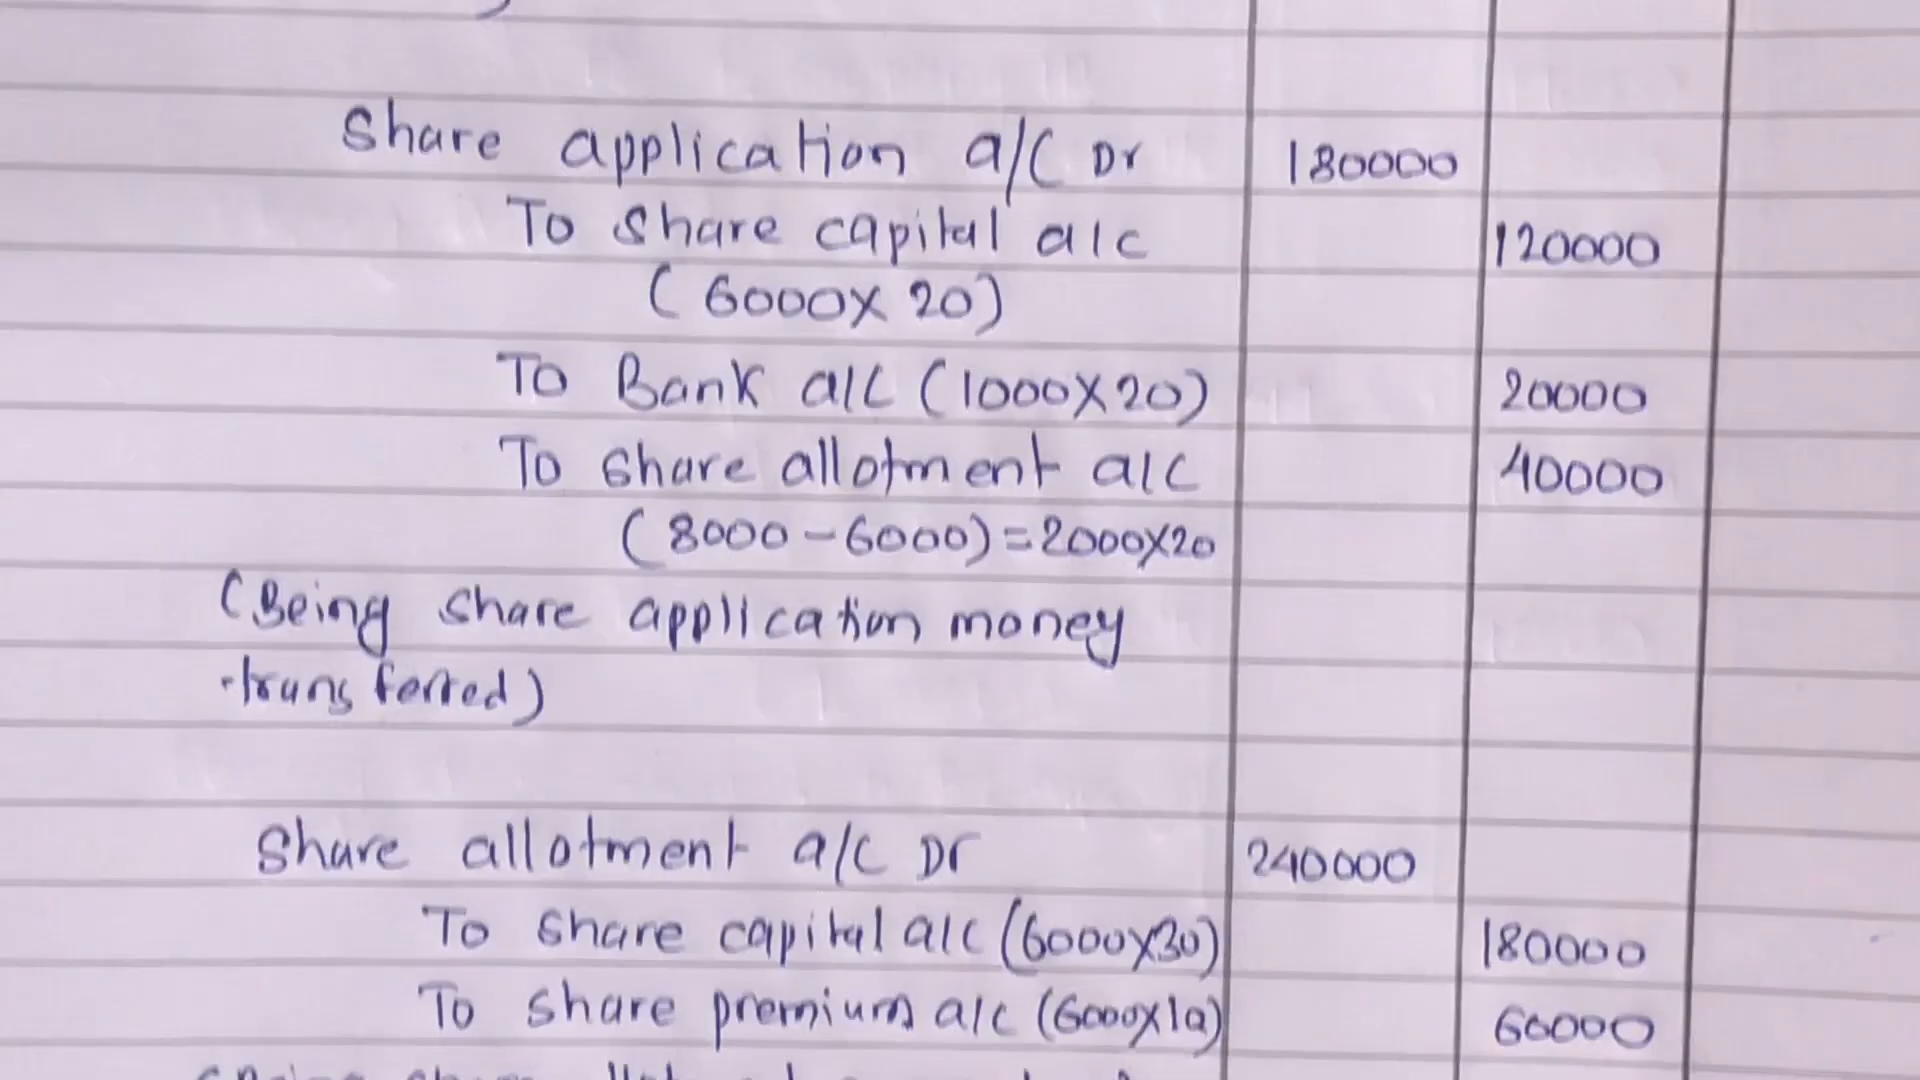 Share application a/c Dr 180000
To share capital a/c 120000
(6000X 20)
To Bank a/c (1000X20) 20000
To share allotment a/c 40000
(8000-6000)=2000X20
(Being share application money
transferred)
Share allotment a/c Dr 240000
To share capital a/c (6000X30) 180000
To share premium a/c (6000X10) 60000